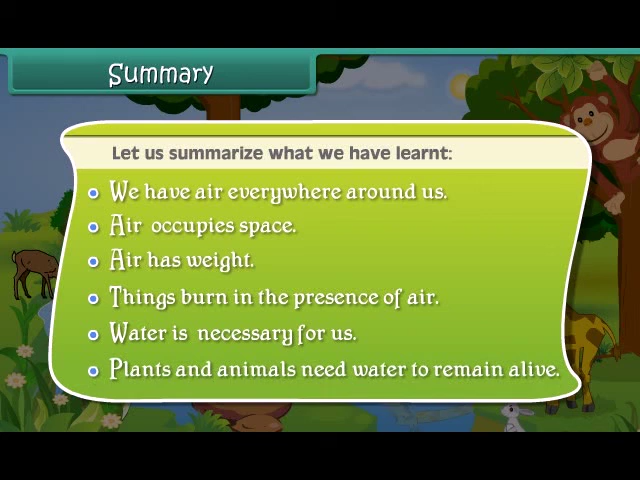 Summary
Let us summarize what we have learnt:
We have air everywhere around us.
Air occupies space.
Air has weight.
Things burn in the presence of air.
Water is necessary for us.
Plants and animals need water to remain alive.